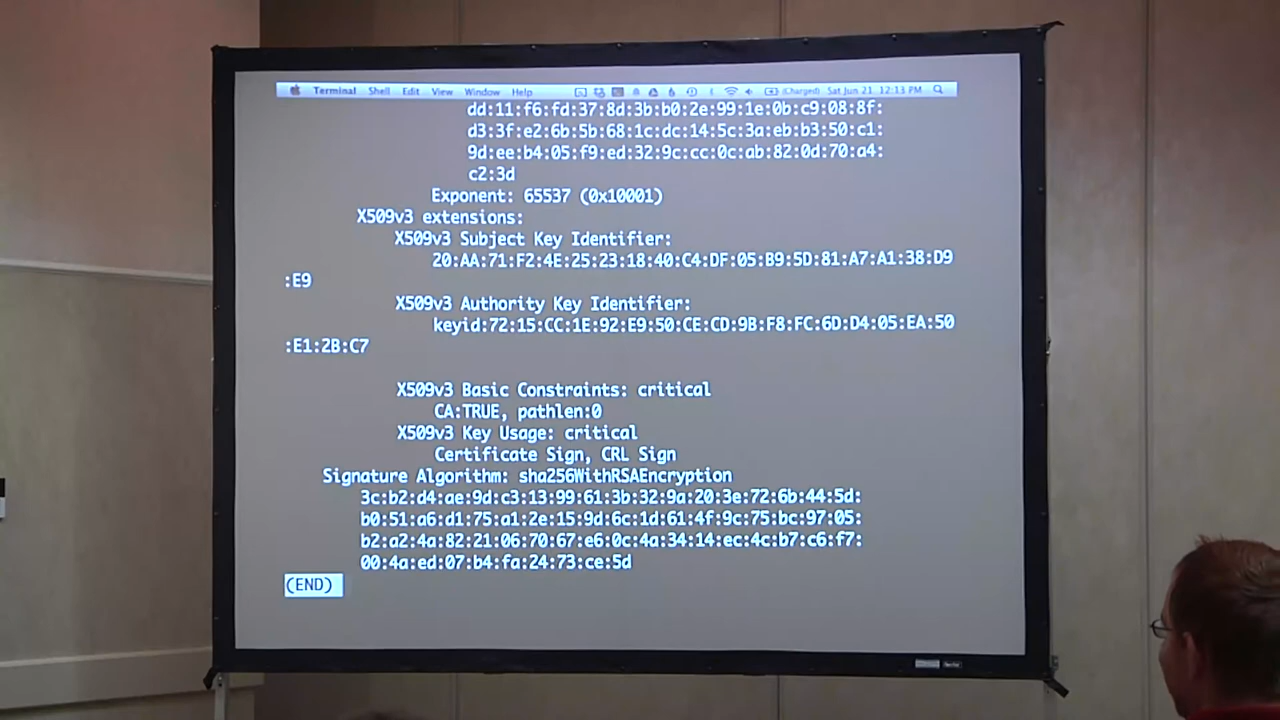 Terminal Shell Edit View Window Help (Charged) Sat Jun 21 12:13 PM
dd:11:f6:fd:37:8d:3b:b0:2e:99:1e:0b:c9:08:8f:
d3:3f:e2:6b:5b:68:1c:dc:14:5c:3a:eb:b3:50:c1:
9d:ee:b4:05:f9:ed:32:9c:cc:0c:ab:82:0d:70:a4:
c2:3d
Exponent: 65537 (0x10001)
X509v3 extensions:
X509v3 Subject Key Identifier:
20:AA:71:F2:4E:25:23:18:40:C4:DF:05:B9:5D:81:A7:A1:38:D9
:E9
X509v3 Authority Key Identifier:
keyid:72:15:CC:1E:92:E9:50:CE:CD:9B:F8:FC:6D:D4:05:EA:50
:E1:2B:C7
X509v3 Basic Constraints: critical
CA:TRUE, pathlen:0
X509v3 Key Usage: critical
Certificate Sign, CRL Sign
Signature Algorithm: sha256WithRSAEncryption
3c:b2:d4:ae:9d:c3:13:99:61:3b:32:9a:20:3e:72:6b:44:5d:
b0:51:a6:d1:75:a1:2e:15:9d:6c:1d:61:4f:9c:75:bc:97:05:
b2:a2:4a:82:21:06:70:67:e6:0c:4a:34:14:ec:4c:b7:c6:f7:
00:4a:ed:07:b4:fa:24:73:ce:5d
(END)